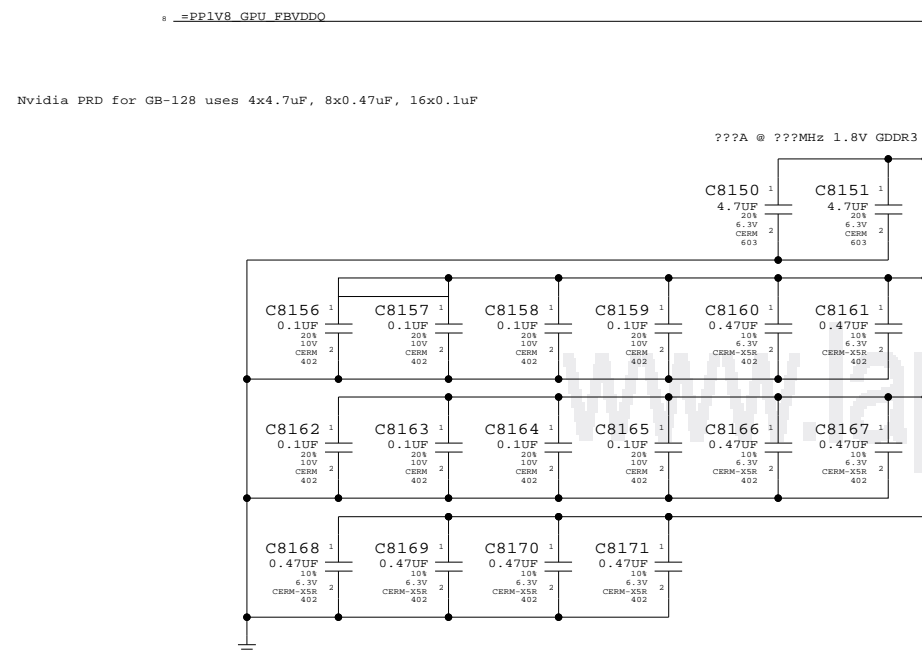 8 =PP1V8_GPU_FBVDDQ
Nvidia PRD for GB-128 uses 4x4.7uF, 8x0.47uF, 16x0.1uF
???A @ ???MHz 1.8V GDDR3
C8150 1 C8151 1
4.7UF 4.7UF
20% 20%
6.3V 6.3V
CERM 2 CERM 2
603 603
C8156 1 C8157 1 C8158 1 C8159 1 C8160 1 C8161 1
0.1UF 0.1UF 0.1UF 0.1UF 0.47UF 0.47UF
20% 20% 20% 20% 10% 10%
10V 10V 10V 10V 6.3V 6.3V
CERM 2 CERM 2 CERM 2 CERM 2 CERM-X5R 2 CERM-X5R 2
402 402 402 402 402 402
C8162 1 C8163 1 C8164 1 C8165 1 C8166 1 C8167 1
0.1UF 0.1UF 0.1UF 0.1UF 0.47UF 0.47UF
20% 20% 20% 20% 10% 10%
10V 10V 10V 10V 6.3V 6.3V
CERM 2 CERM 2 CERM 2 CERM 2 CERM-X5R 2 CERM-X5R 2
402 402 402 402 402 402
C8168 1 C8169 1 C8170 1 C8171 1
0.47UF 0.47UF 0.47UF 0.47UF
10% 10% 10% 10%
6.3V 6.3V 6.3V 6.3V
CERM-X5R 2 CERM-X5R 2 CERM-X5R 2 CERM-X5R 2
402 402 402 402
www.lap